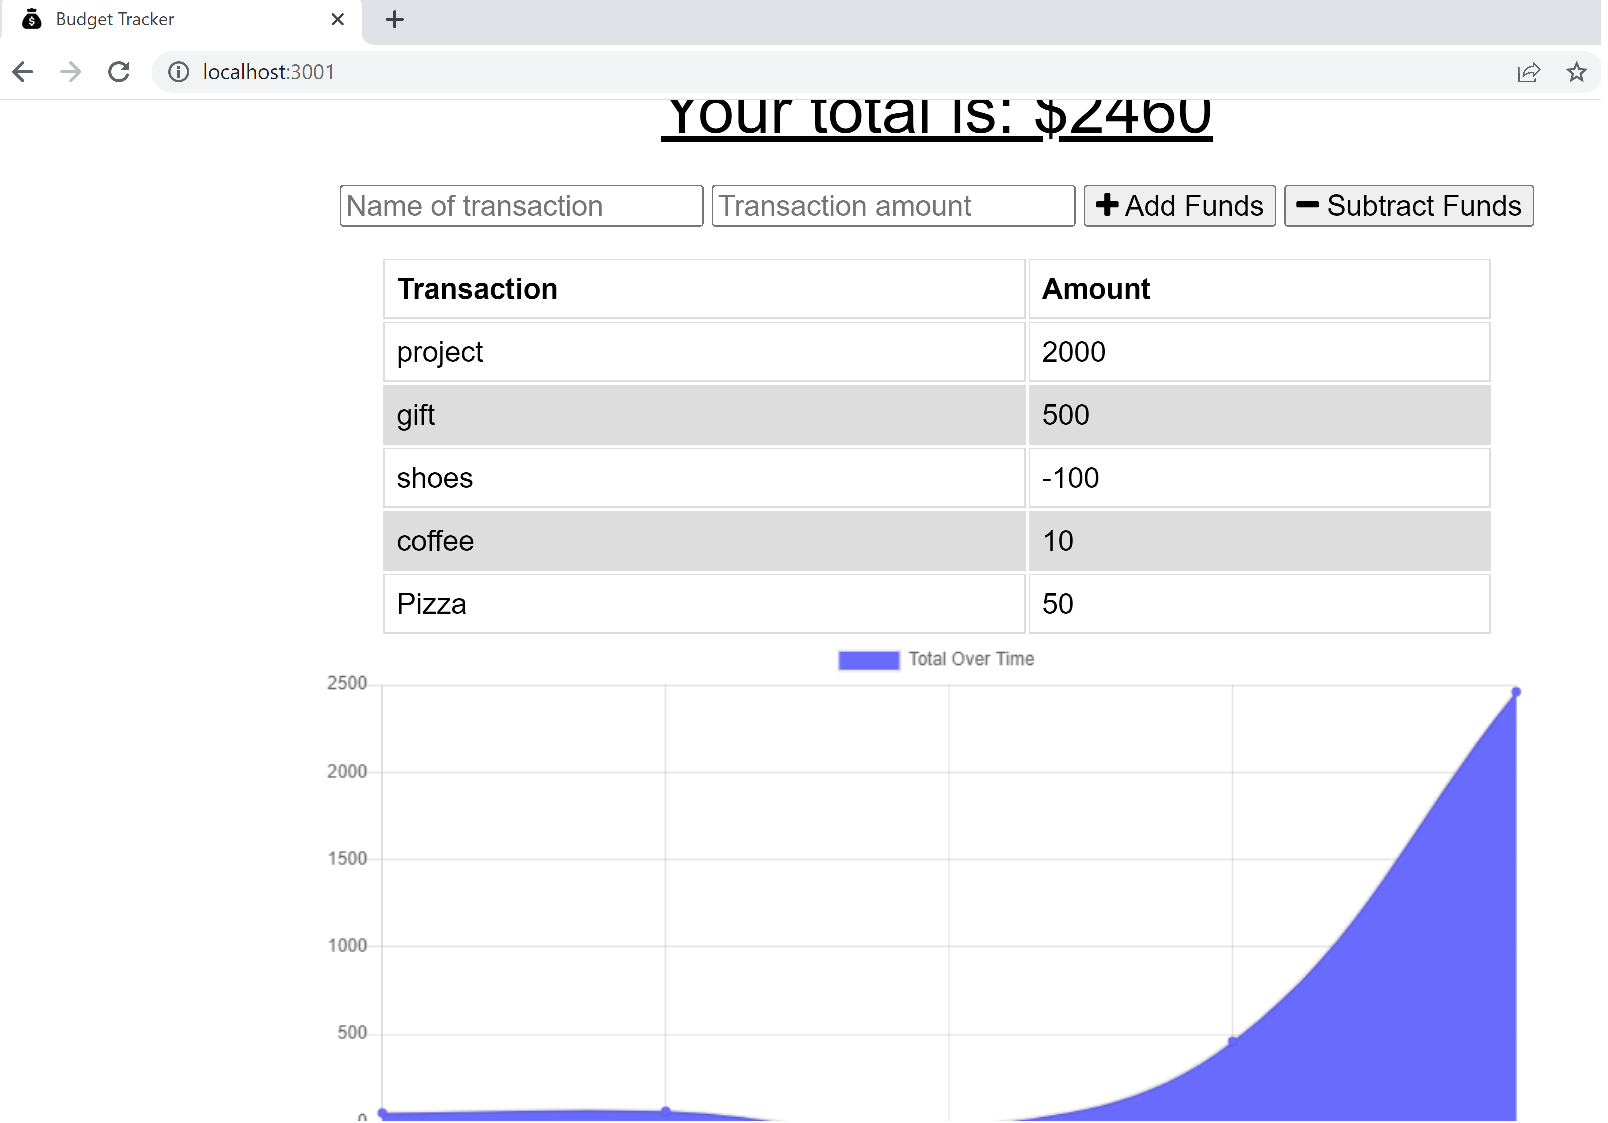 Budget Tracker
localhost:3001
Your total is: $2460
Name of transaction Transaction amount Add Funds Subtract Funds
Transaction Amount
project 2000
gift 500
shoes -100
coffee 10
Pizza 50
Total Over Time
2500
2000
1500
1000
500
0